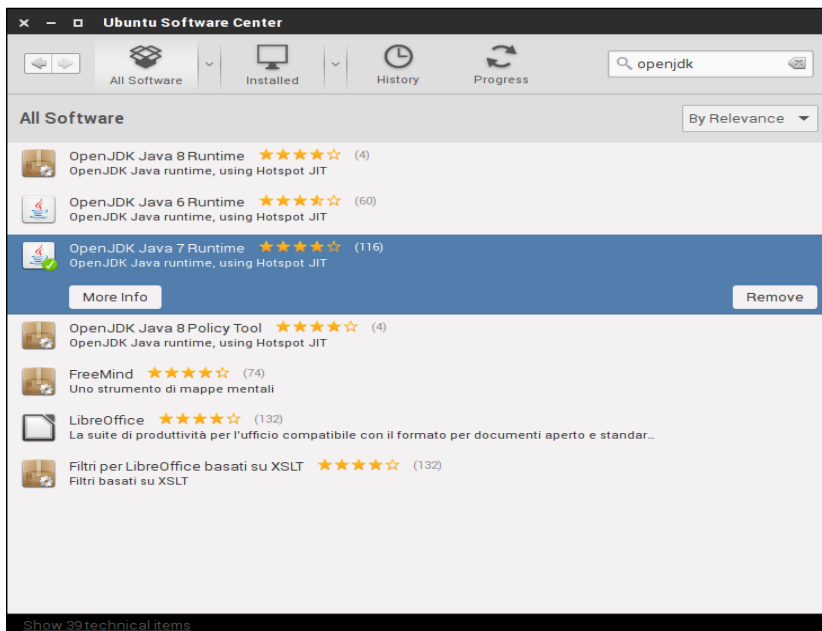 Ubuntu Software Center
All Software
Installed
History
Progress
openjdk
All Software
By Relevance
OpenJDK Java 8 Runtime (4)
OpenJDK Java runtime, using Hotspot JIT
OpenJDK Java 6 Runtime (60)
OpenJDK Java runtime, using Hotspot JIT
OpenJDK Java 7 Runtime (116)
OpenJDK Java runtime, using Hotspot JIT
More Info
Remove
OpenJDK Java 8 Policy Tool (4)
OpenJDK Java runtime, using Hotspot JIT
FreeMind (74)
Uno strumento di mappe mentali
LibreOffice (132)
La suite di produttività per l'ufficio compatibile con il formato per documenti aperto e standar...
Filtri per LibreOffice basati su XSLT (132)
Filtri basati su XSLT
Show 39 technical items